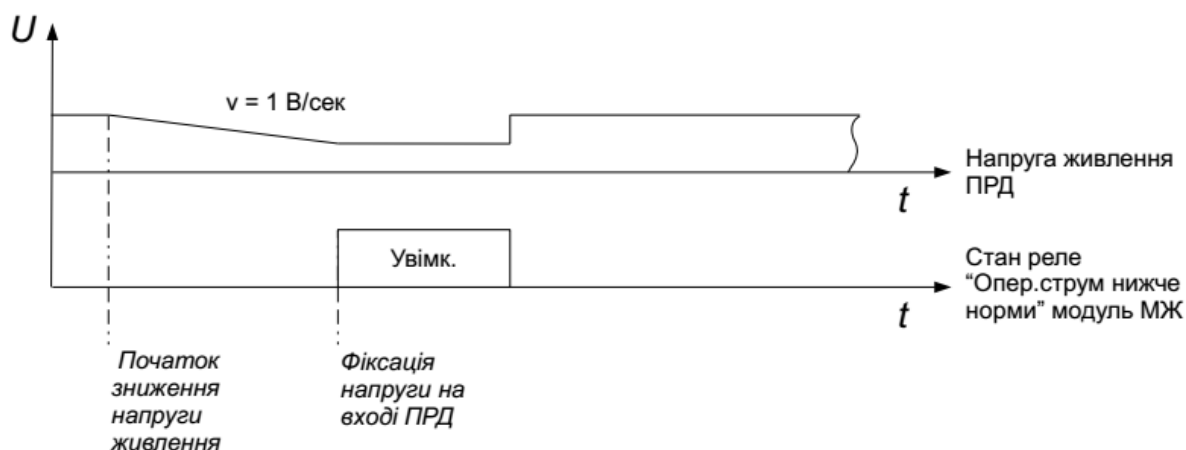 U
v = 1 В/сек
Напруга живлення
ПРД
t
Увімк.
Стан реле
“Опер.струм нижче
норми” модуль МЖ
t
Початок
зниження
напруги
живлення
Фіксація
напруги на
вході ПРД